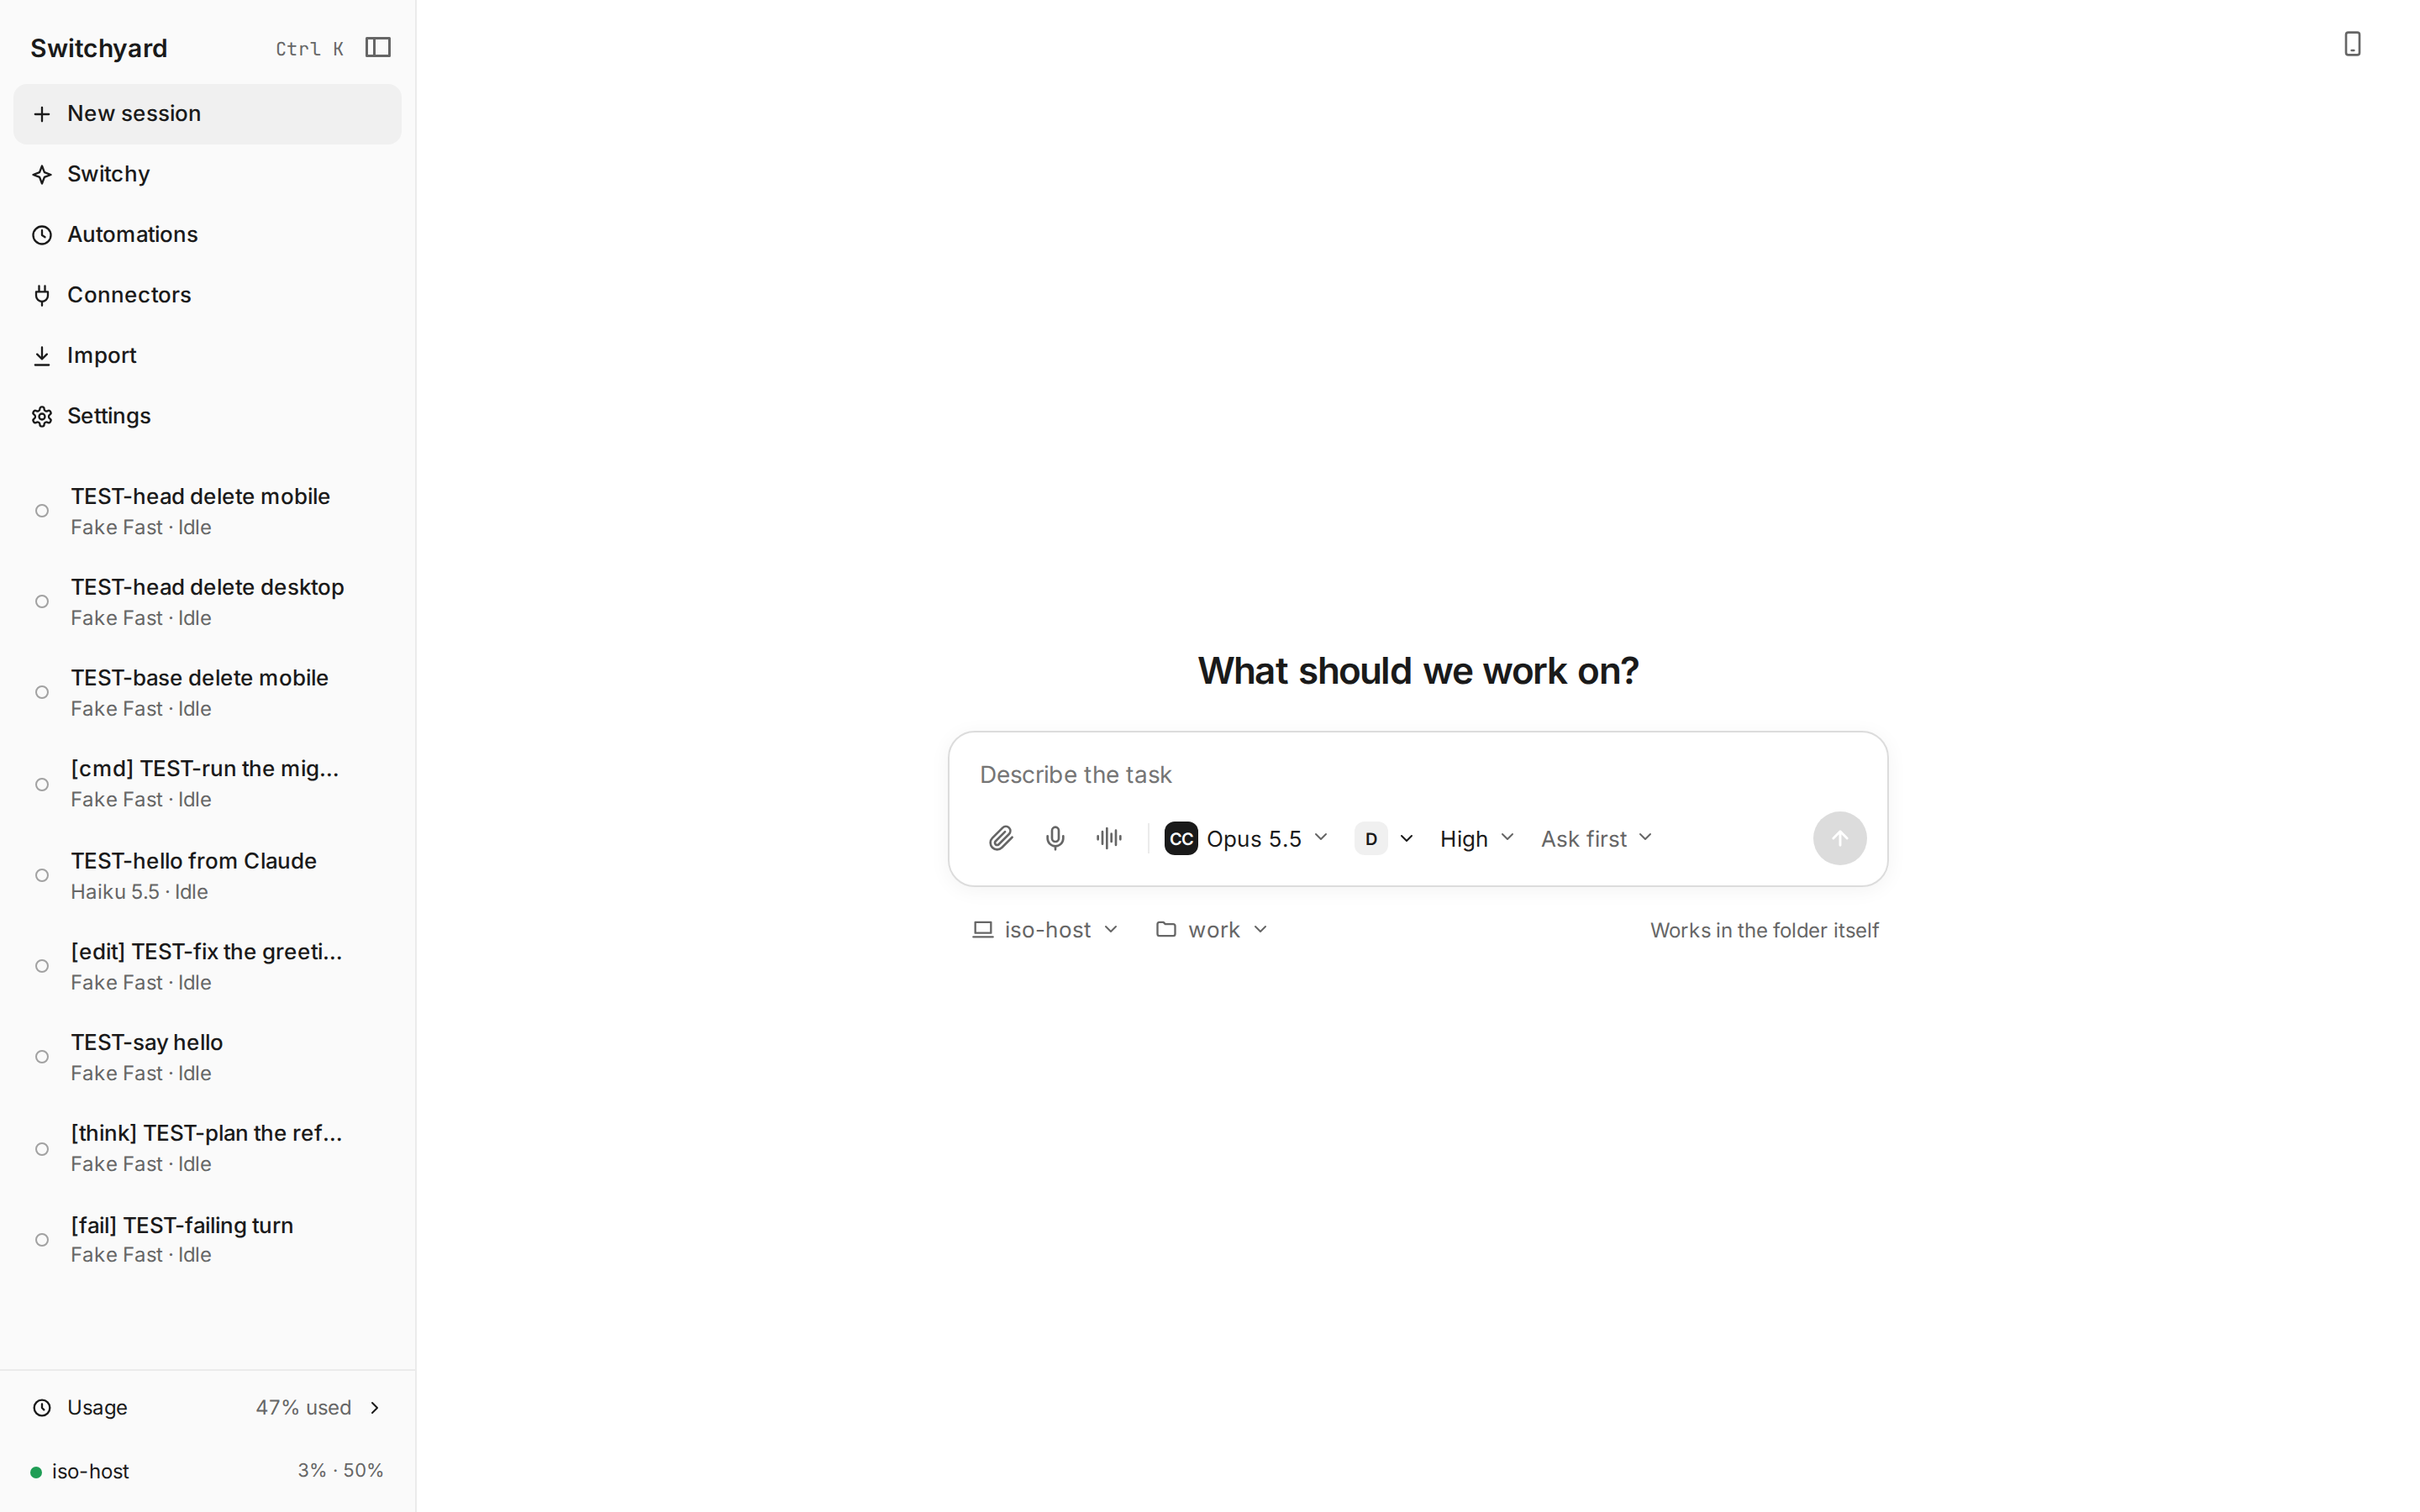 Switchyard Ctrl K
New session
Switchy
Automations
Connectors
Import
Settings
TEST-head delete mobile
Fake Fast · Idle
TEST-head delete desktop
Fake Fast · Idle
TEST-base delete mobile
Fake Fast · Idle
[cmd] TEST-run the mig...
Fake Fast · Idle
TEST-hello from Claude
Haiku 5.5 · Idle
[edit] TEST-fix the greeti...
Fake Fast · Idle
TEST-say hello
Fake Fast · Idle
[think] TEST-plan the ref...
Fake Fast · Idle
[fail] TEST-failing turn
Fake Fast · Idle
Usage 47% used
iso-host 3% · 50%
What should we work on?
Describe the task
CC Opus 5.5 D High Ask first
iso-host work Works in the folder itself